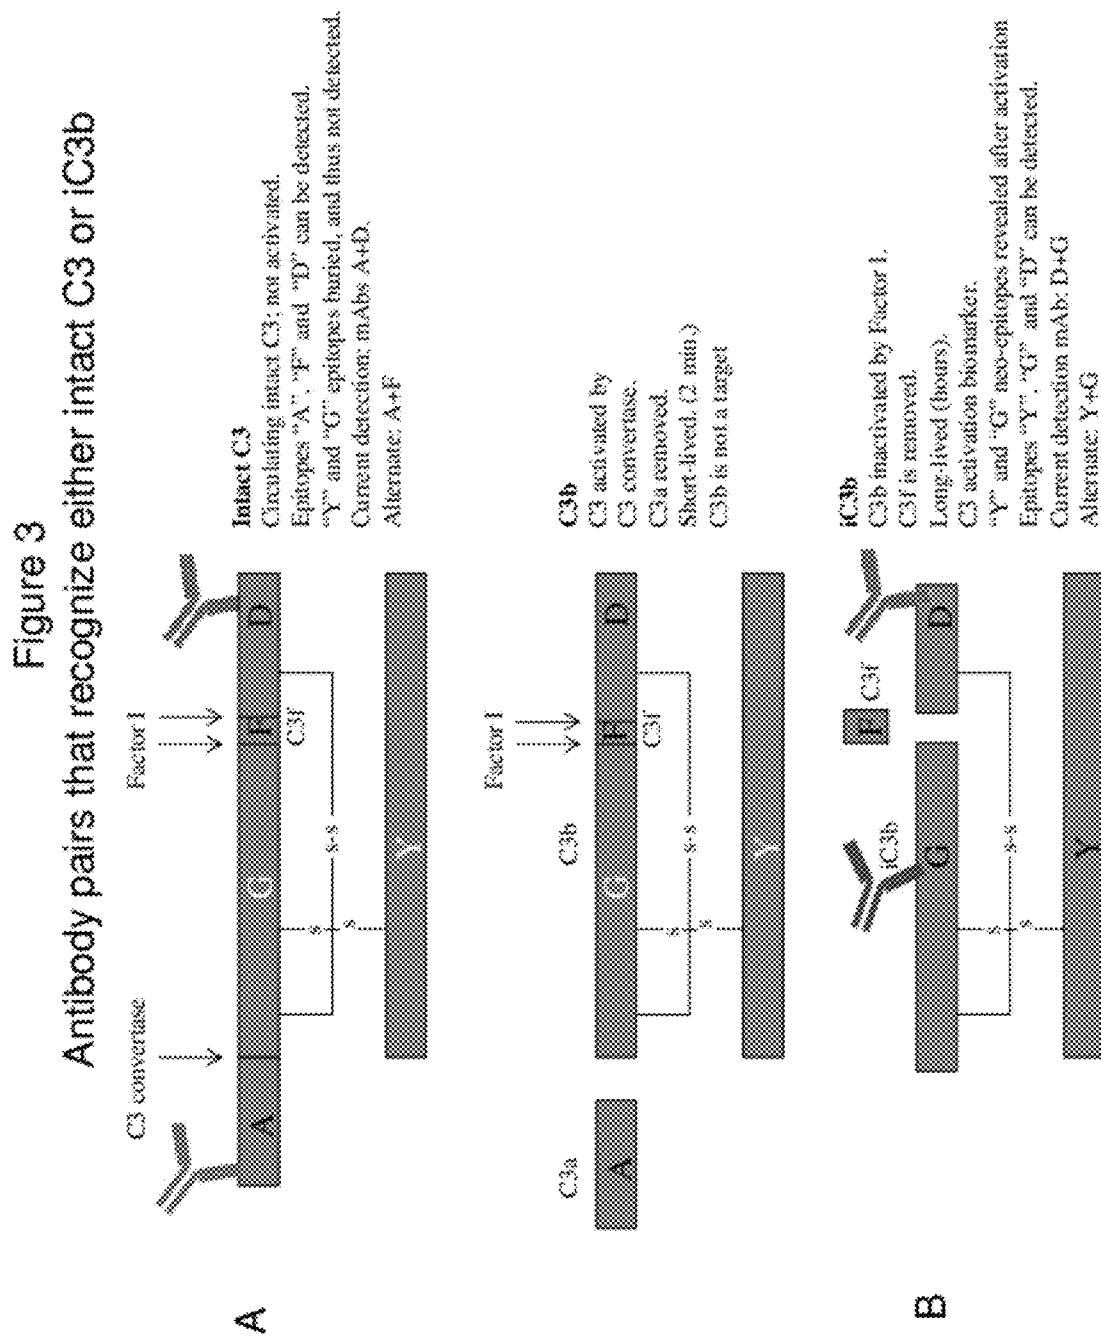 Figure 3
Antibody pairs that recognize either intact C3 or iC3b
A
C3 convertase
Factor I
A
G
F
D
C3f
s
s
s-s
Y
Intact C3
Circulating intact C3; not activated.
Epitopes "A", "F" and "D" can be detected.
"Y" and "G" epitopes buried, and thus not detected.
Current detection: mAbs A+D.
Alternate: A+F
C3a
A
C3b
Factor I
G
F
D
C3f
s
s
s-s
Y
C3b
C3 activated by
C3 convertase.
C3a removed.
Short-lived. (2 min.)
C3b is not a target
B
iC3b
F
C3f
G
D
s
s
s-s
Y
iC3b
C3b inactivated by Factor I.
C3f is removed.
Long-lived (hours).
C3 activation biomarker.
"Y" and "G" neo-epitopes revealed after activation
Epitopes "Y", "G" and "D" can be detected.
Current detection mAb: D+G
Alternate: Y+G